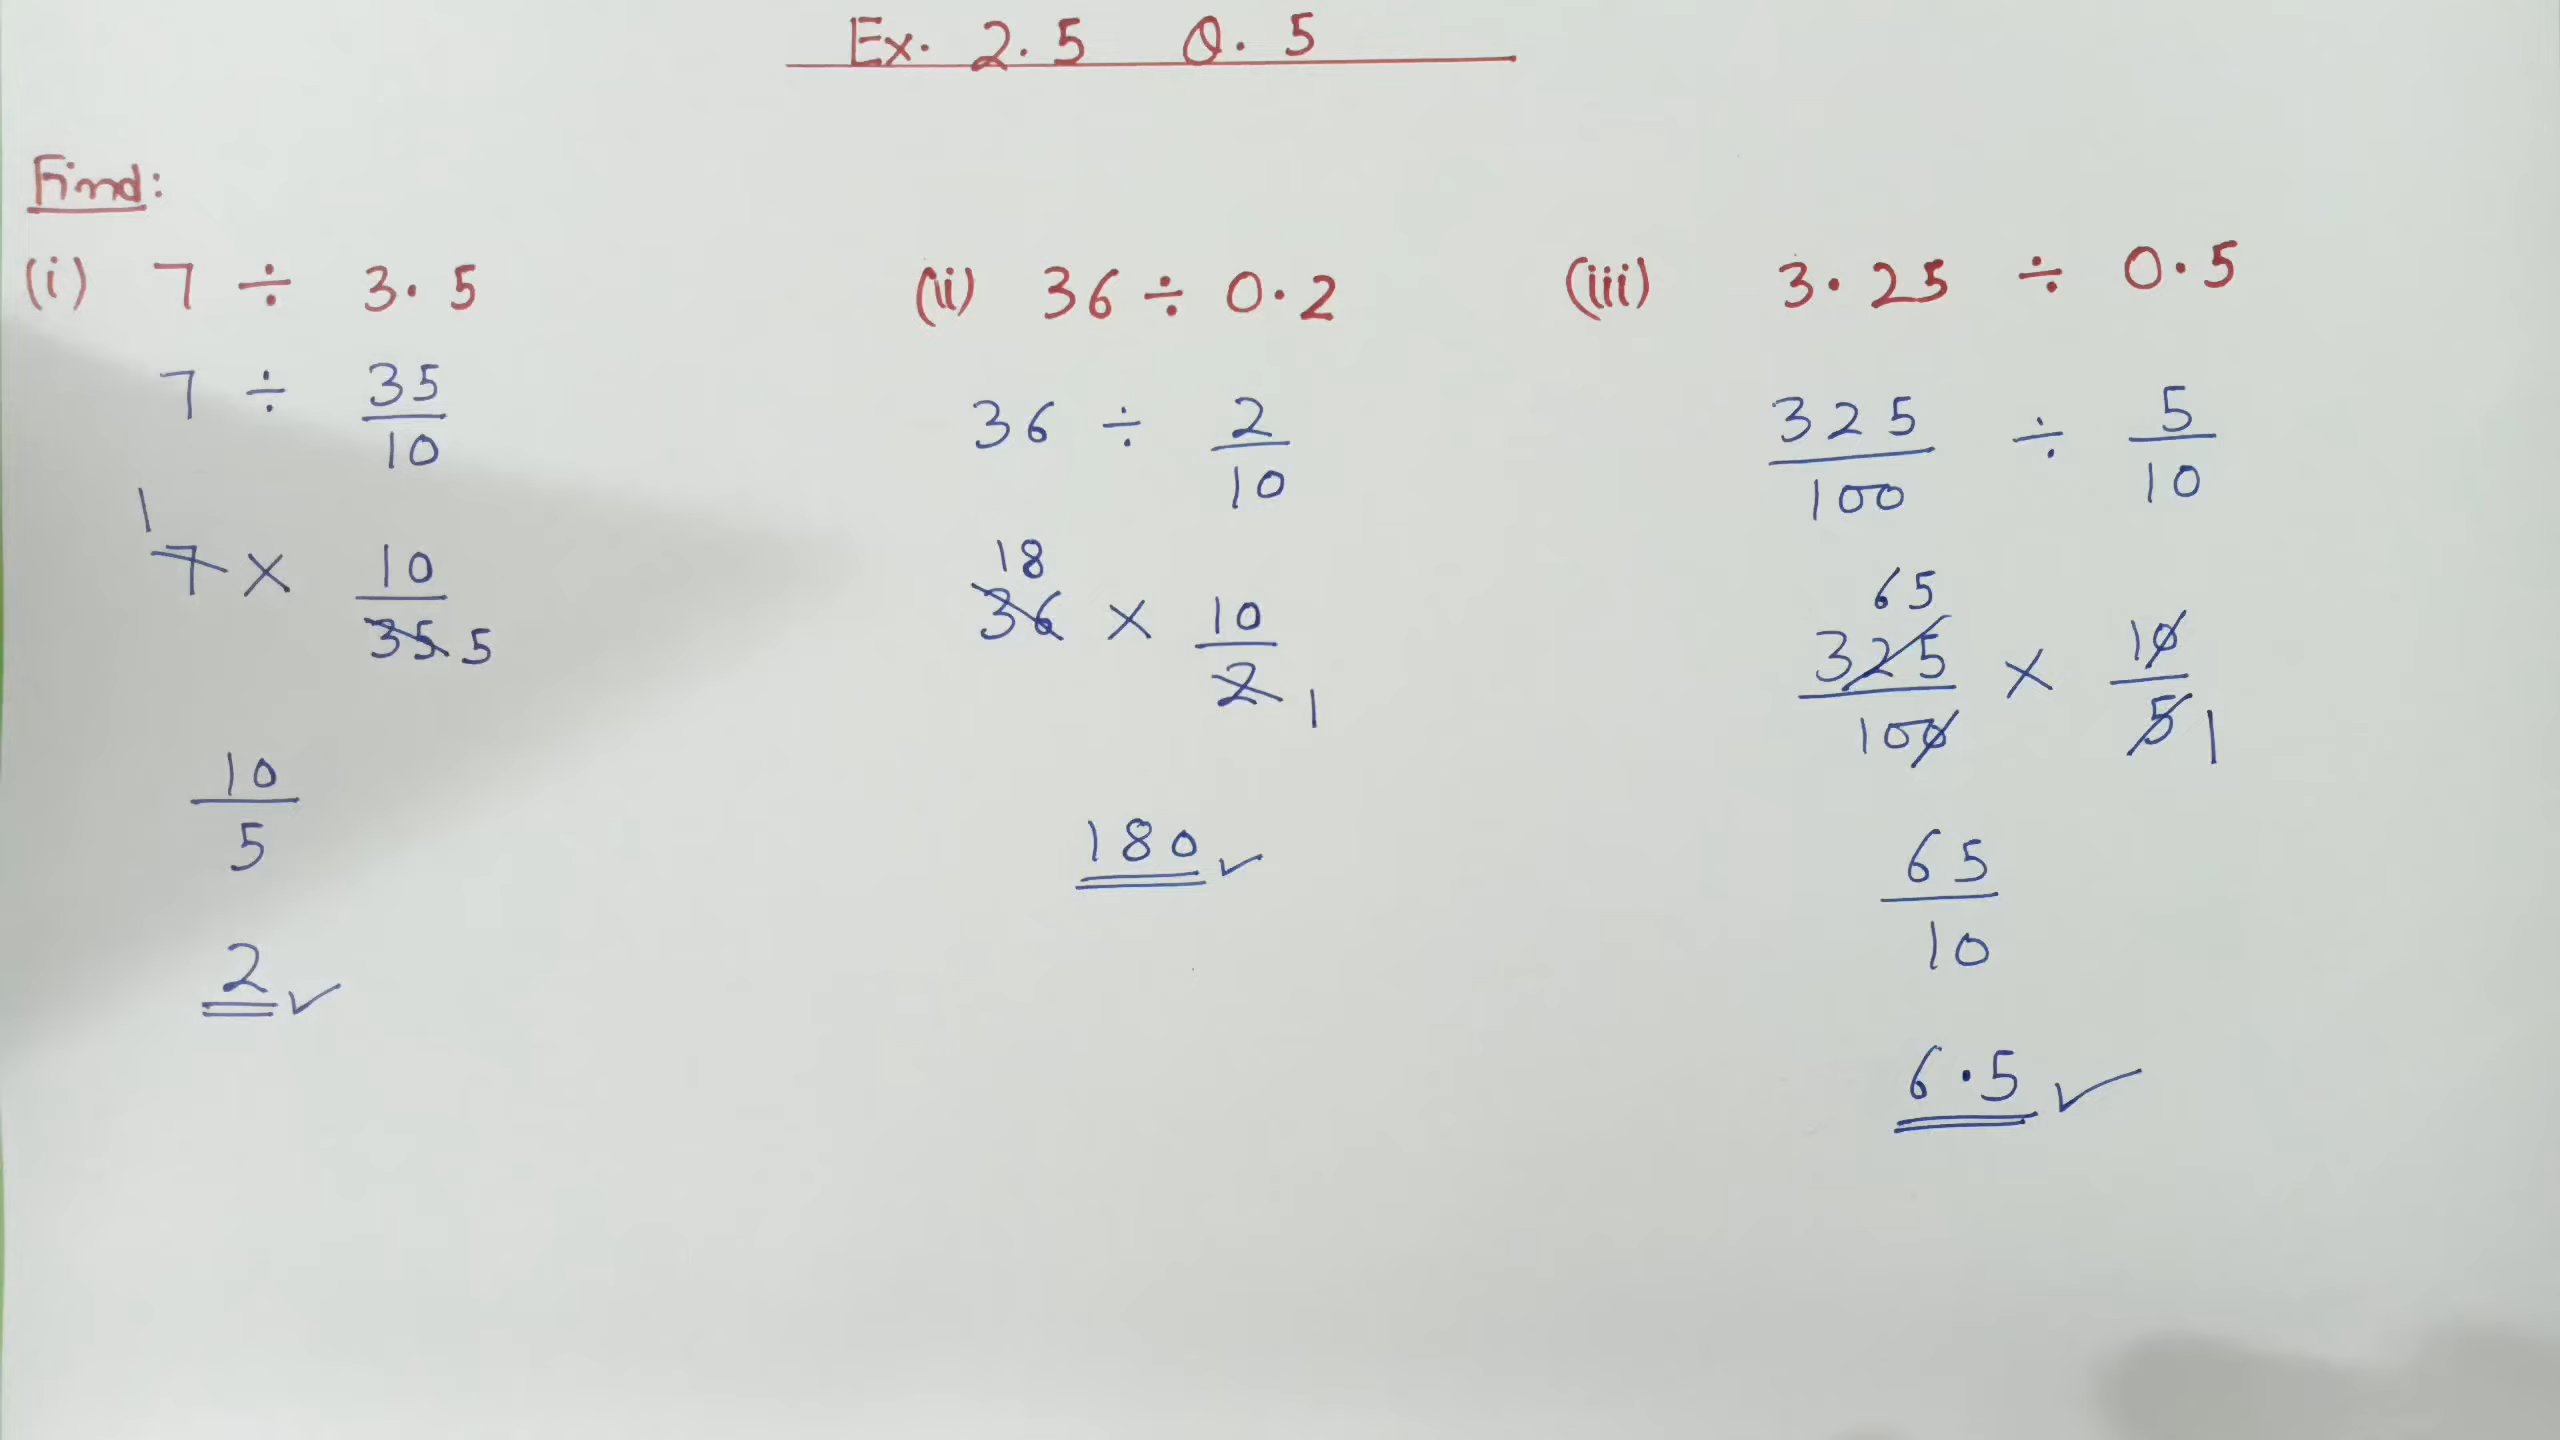 Ex. 2.5 Q. 5
Find:
(i) 7 ÷ 3.5
7 ÷ 35/10
1
7 × 10/35 5
10/5
2 ✓
(ii) 36 ÷ 0.2
36 ÷ 2/10
18
36 × 10/2 1
180 ✓
(iii) 3.25 ÷ 0.5
325/100 ÷ 5/10
65
325/100 × 10/5 1
65/10
6.5 ✓